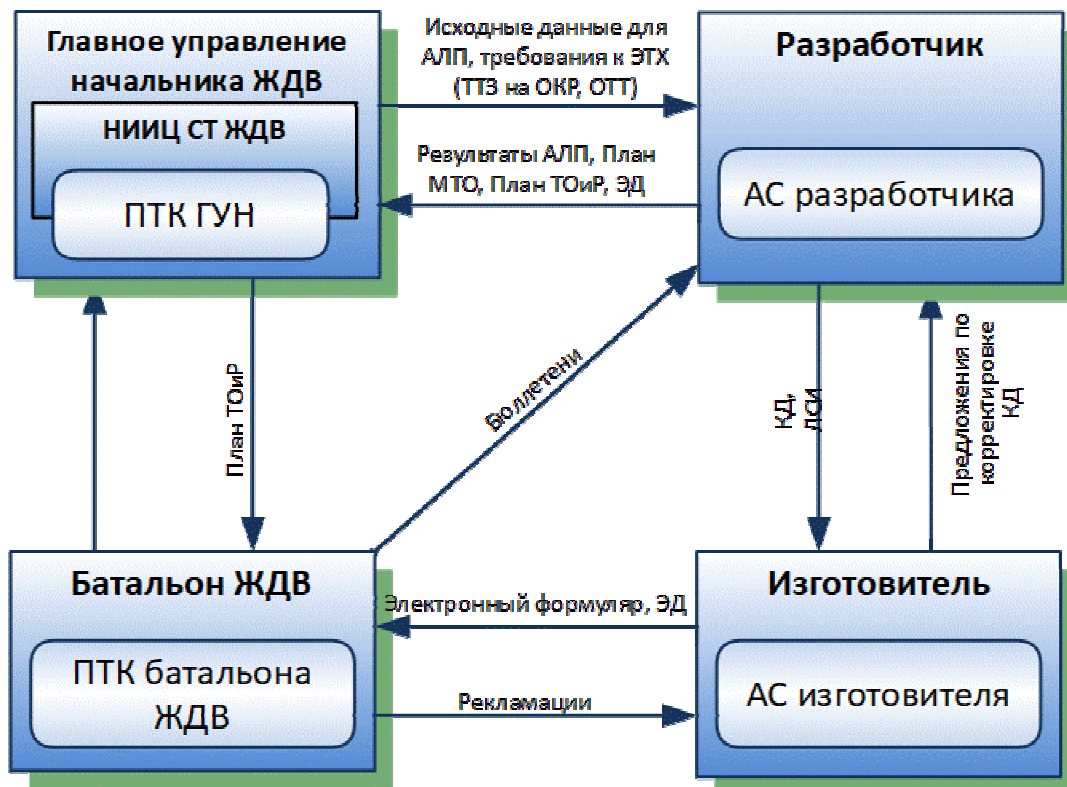 Главное управление
начальника ЖДВ
НИИЦ СТ ЖДВ
ПТК ГУН
Исходные данные для
АЛП, требования к ЭТХ
(ТТЗ на ОКР, ОТТ)
Результаты АЛП, План
МТО, План ТОиР, ЭД
Разработчик
АС разработчика
План ТОиР
Бюллетени
КД,
ЛСИ
Предложения по
корректировке
КД
Батальон ЖДВ
ПТК батальона
ЖДВ
Электронный формуляр, ЭД
Рекламации
Изготовитель
АС изготовителя